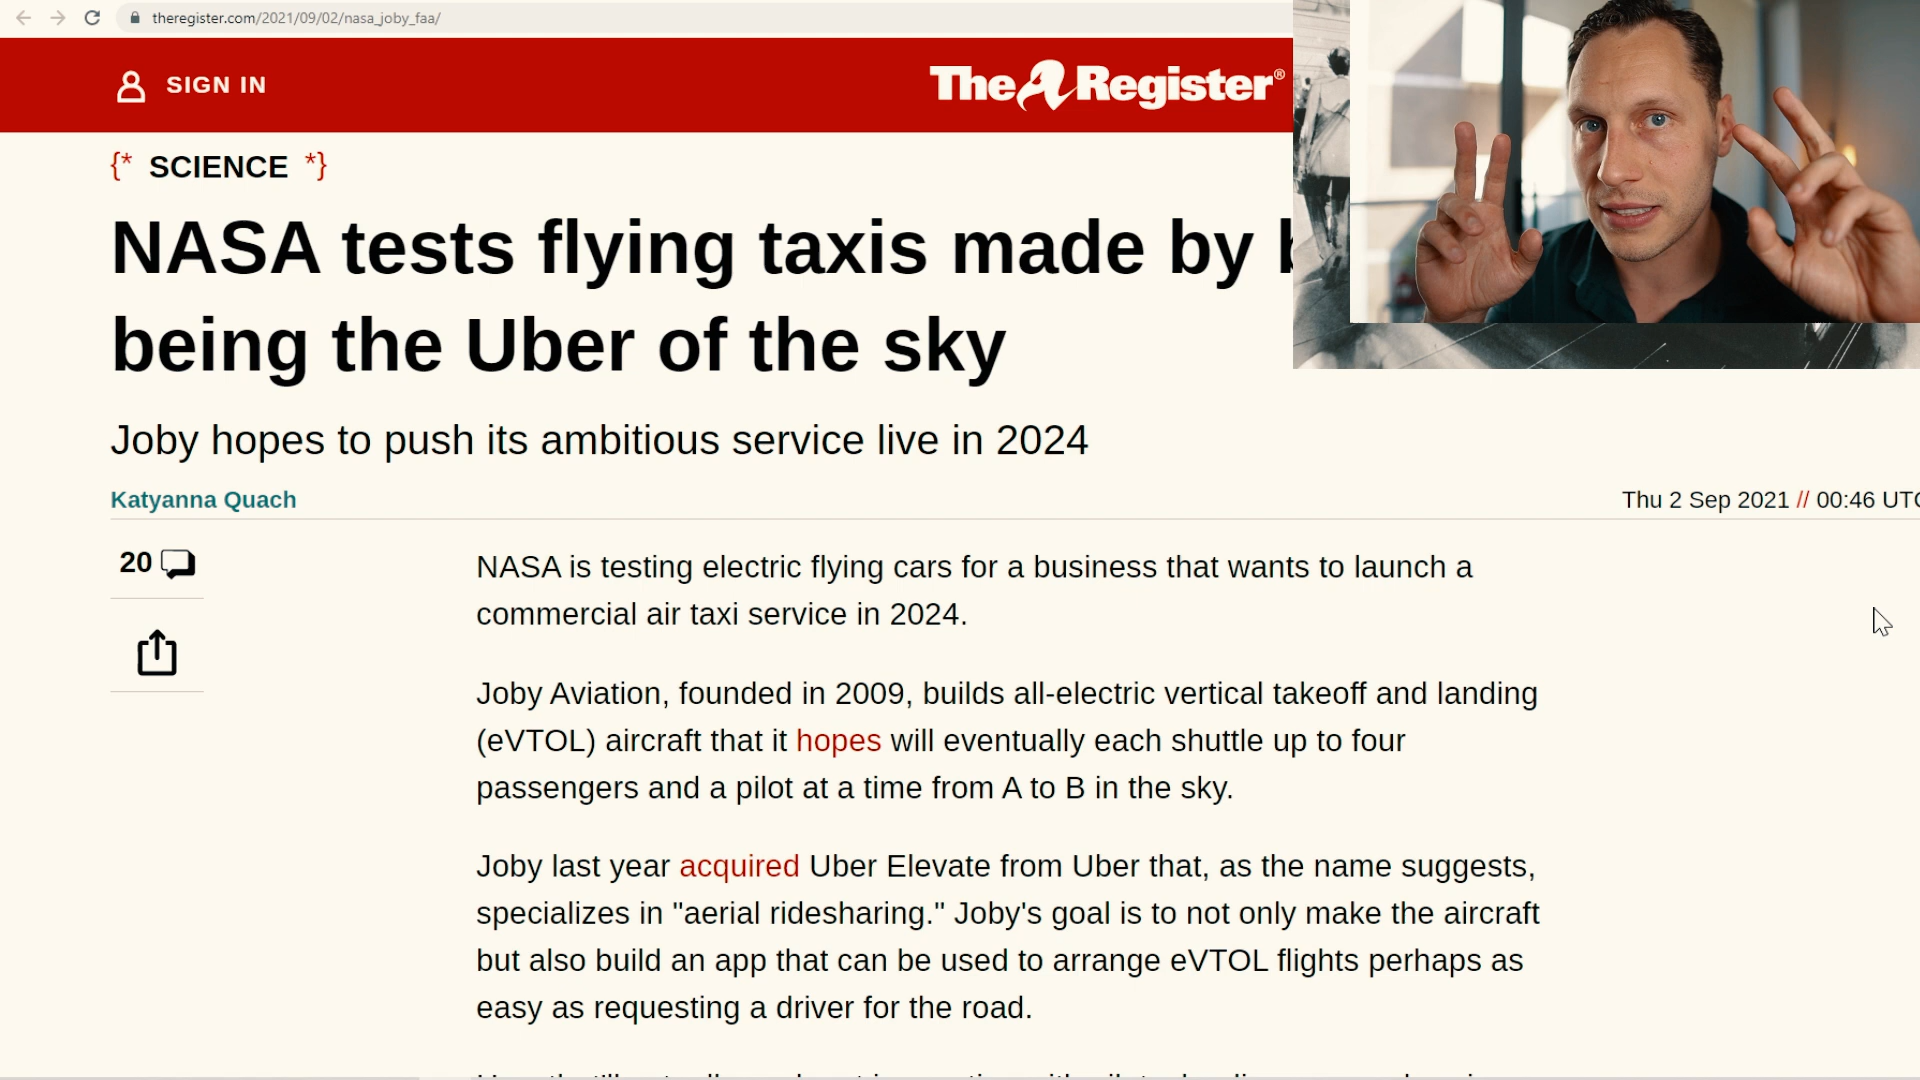 theregister.com/2021/09/02/nasa_joby_faa/
SIGN IN
The Register®
{* SCIENCE *}
NASA tests flying taxis made by
being the Uber of the sky
Joby hopes to push its ambitious service live in 2024
Katyanna Quach
Thu 2 Sep 2021 // 00:46 UTC
20
NASA is testing electric flying cars for a business that wants to launch a
commercial air taxi service in 2024.
Joby Aviation, founded in 2009, builds all-electric vertical takeoff and landing
(eVTOL) aircraft that it hopes will eventually each shuttle up to four
passengers and a pilot at a time from A to B in the sky.
Joby last year acquired Uber Elevate from Uber that, as the name suggests,
specializes in "aerial ridesharing." Joby's goal is to not only make the aircraft
but also build an app that can be used to arrange eVTOL flights perhaps as
easy as requesting a driver for the road.